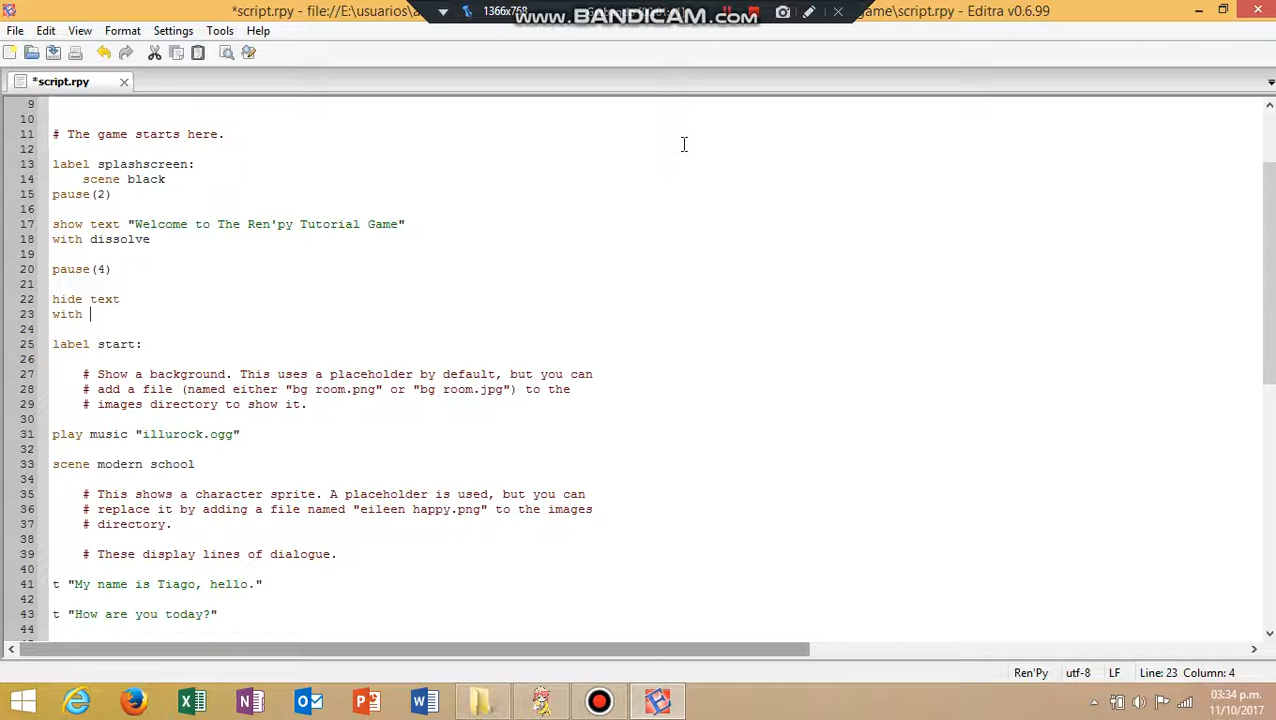 *script.rpy - file://E:\usuarios\a
1366x768
www.BANDICAM.com
game\script.rpy - Editra v0.6.99
File Edit View Format Settings Tools Help
*script.rpy
9
10
11 # The game starts here.
12
13 label splashscreen:
14 scene black
15 pause(2)
16
17 show text "Welcome to The Ren'py Tutorial Game"
18 with dissolve
19
20 pause(4)
21
22 hide text
23 with
24
25 label start:
26
27 # Show a background. This uses a placeholder by default, but you can
28 # add a file (named either "bg room.png" or "bg room.jpg") to the
29 # images directory to show it.
30
31 play music "illurock.ogg"
32
33 scene modern school
34
35 # This shows a character sprite. A placeholder is used, but you can
36 # replace it by adding a file named "eileen happy.png" to the images
37 # directory.
38
39 # These display lines of dialogue.
40
41 t "My name is Tiago, hello."
42
43 t "How are you today?"
44
Ren'Py utf-8 LF Line: 23 Column: 4
03:34 p.m.
11/10/2017